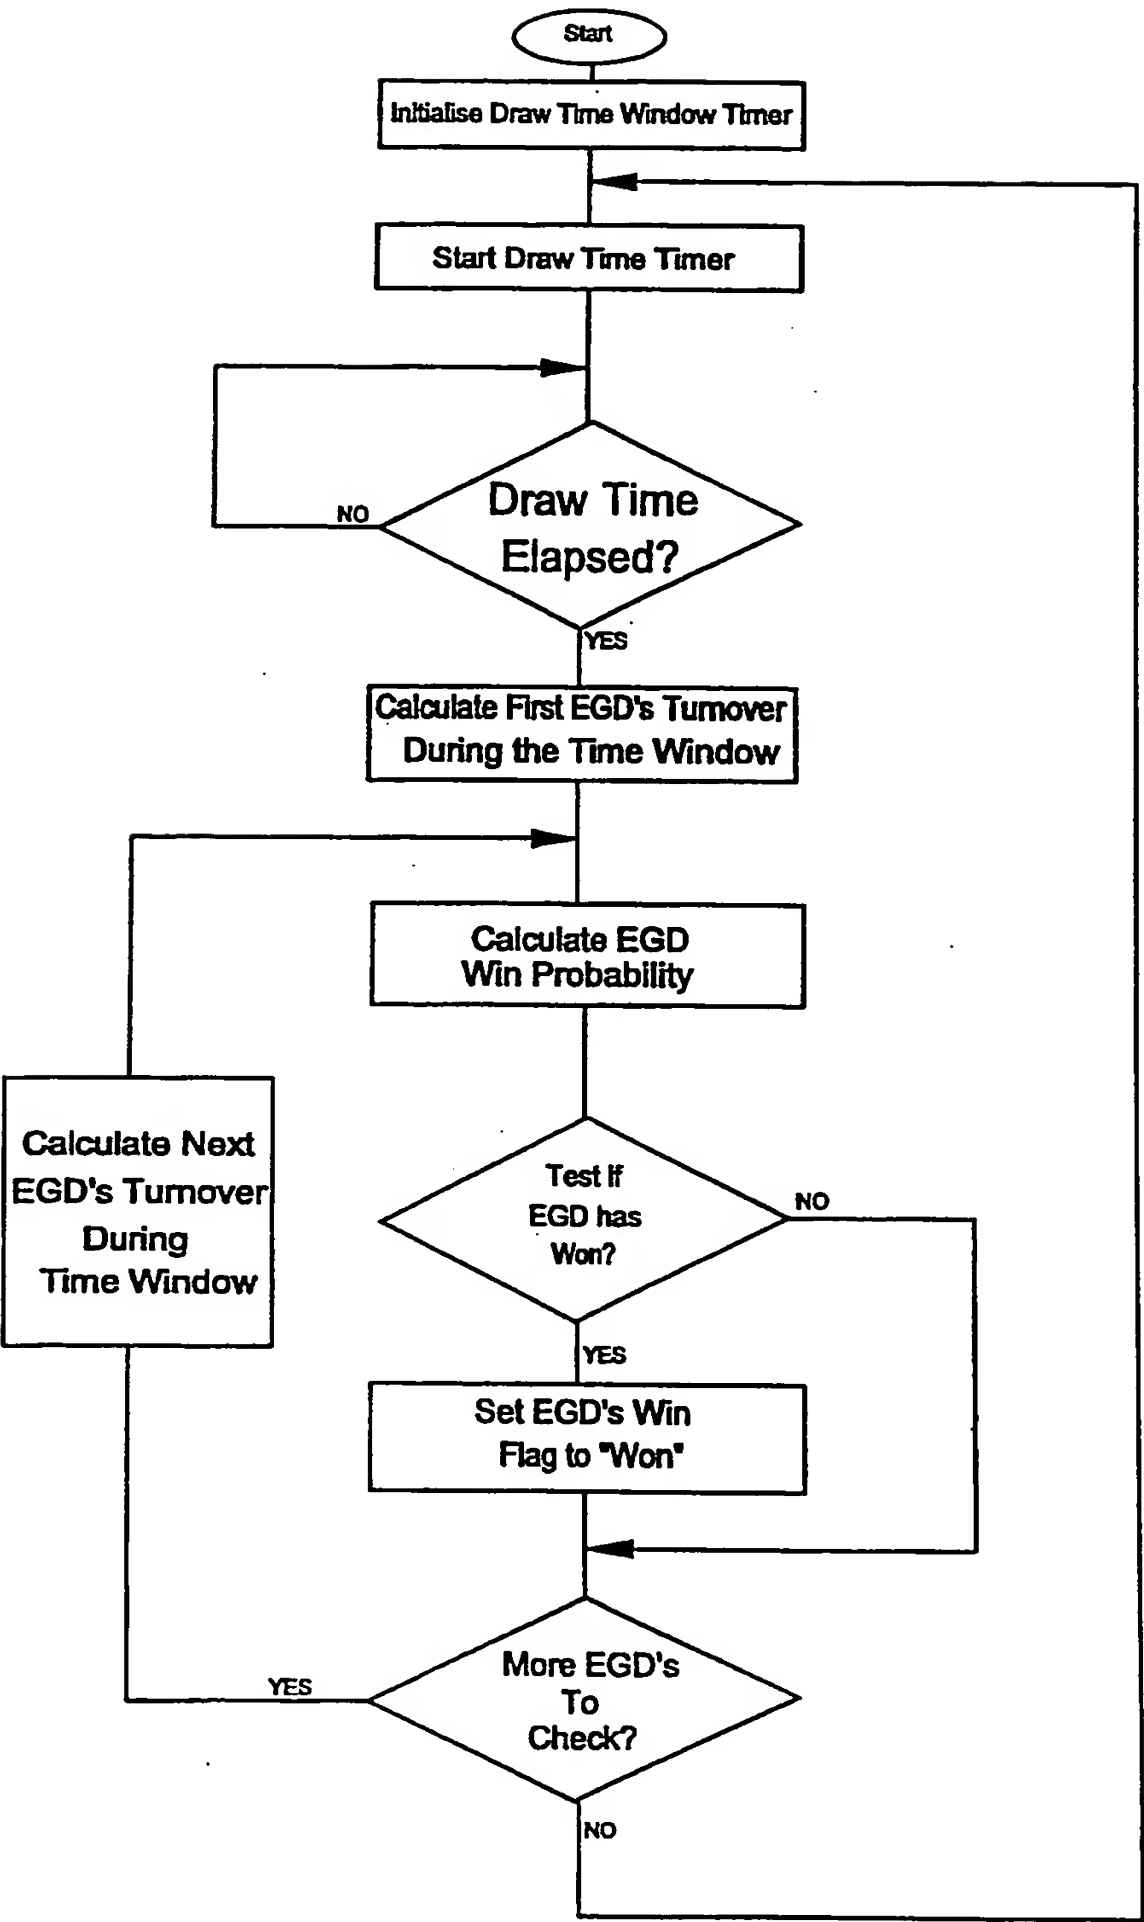 Start
Initialise Draw Time Window Timer
Start Draw Time Timer
NO
Draw Time
Elapsed?
YES
Calculate First EGD's Turnover
During the Time Window
Calculate EGD
Win Probability
Calculate Next
EGD's Turnover
During
Time Window
Test if
EGD has
Won?
NO
YES
Set EGD's Win
Flag to "Won"
More EGD's
To
Check?
YES
NO